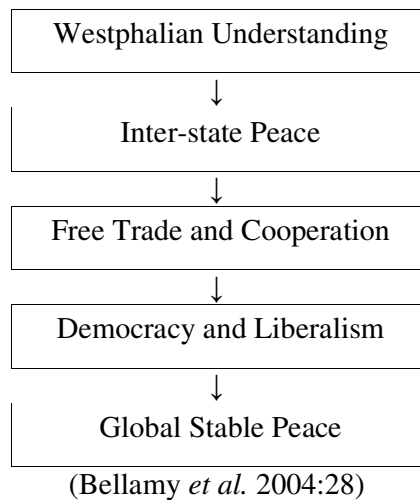 Westphalian Understanding
↓
Inter-state Peace
↓
Free Trade and Cooperation
↓
Democracy and Liberalism
↓
Global Stable Peace
(Bellamy et al. 2004:28)